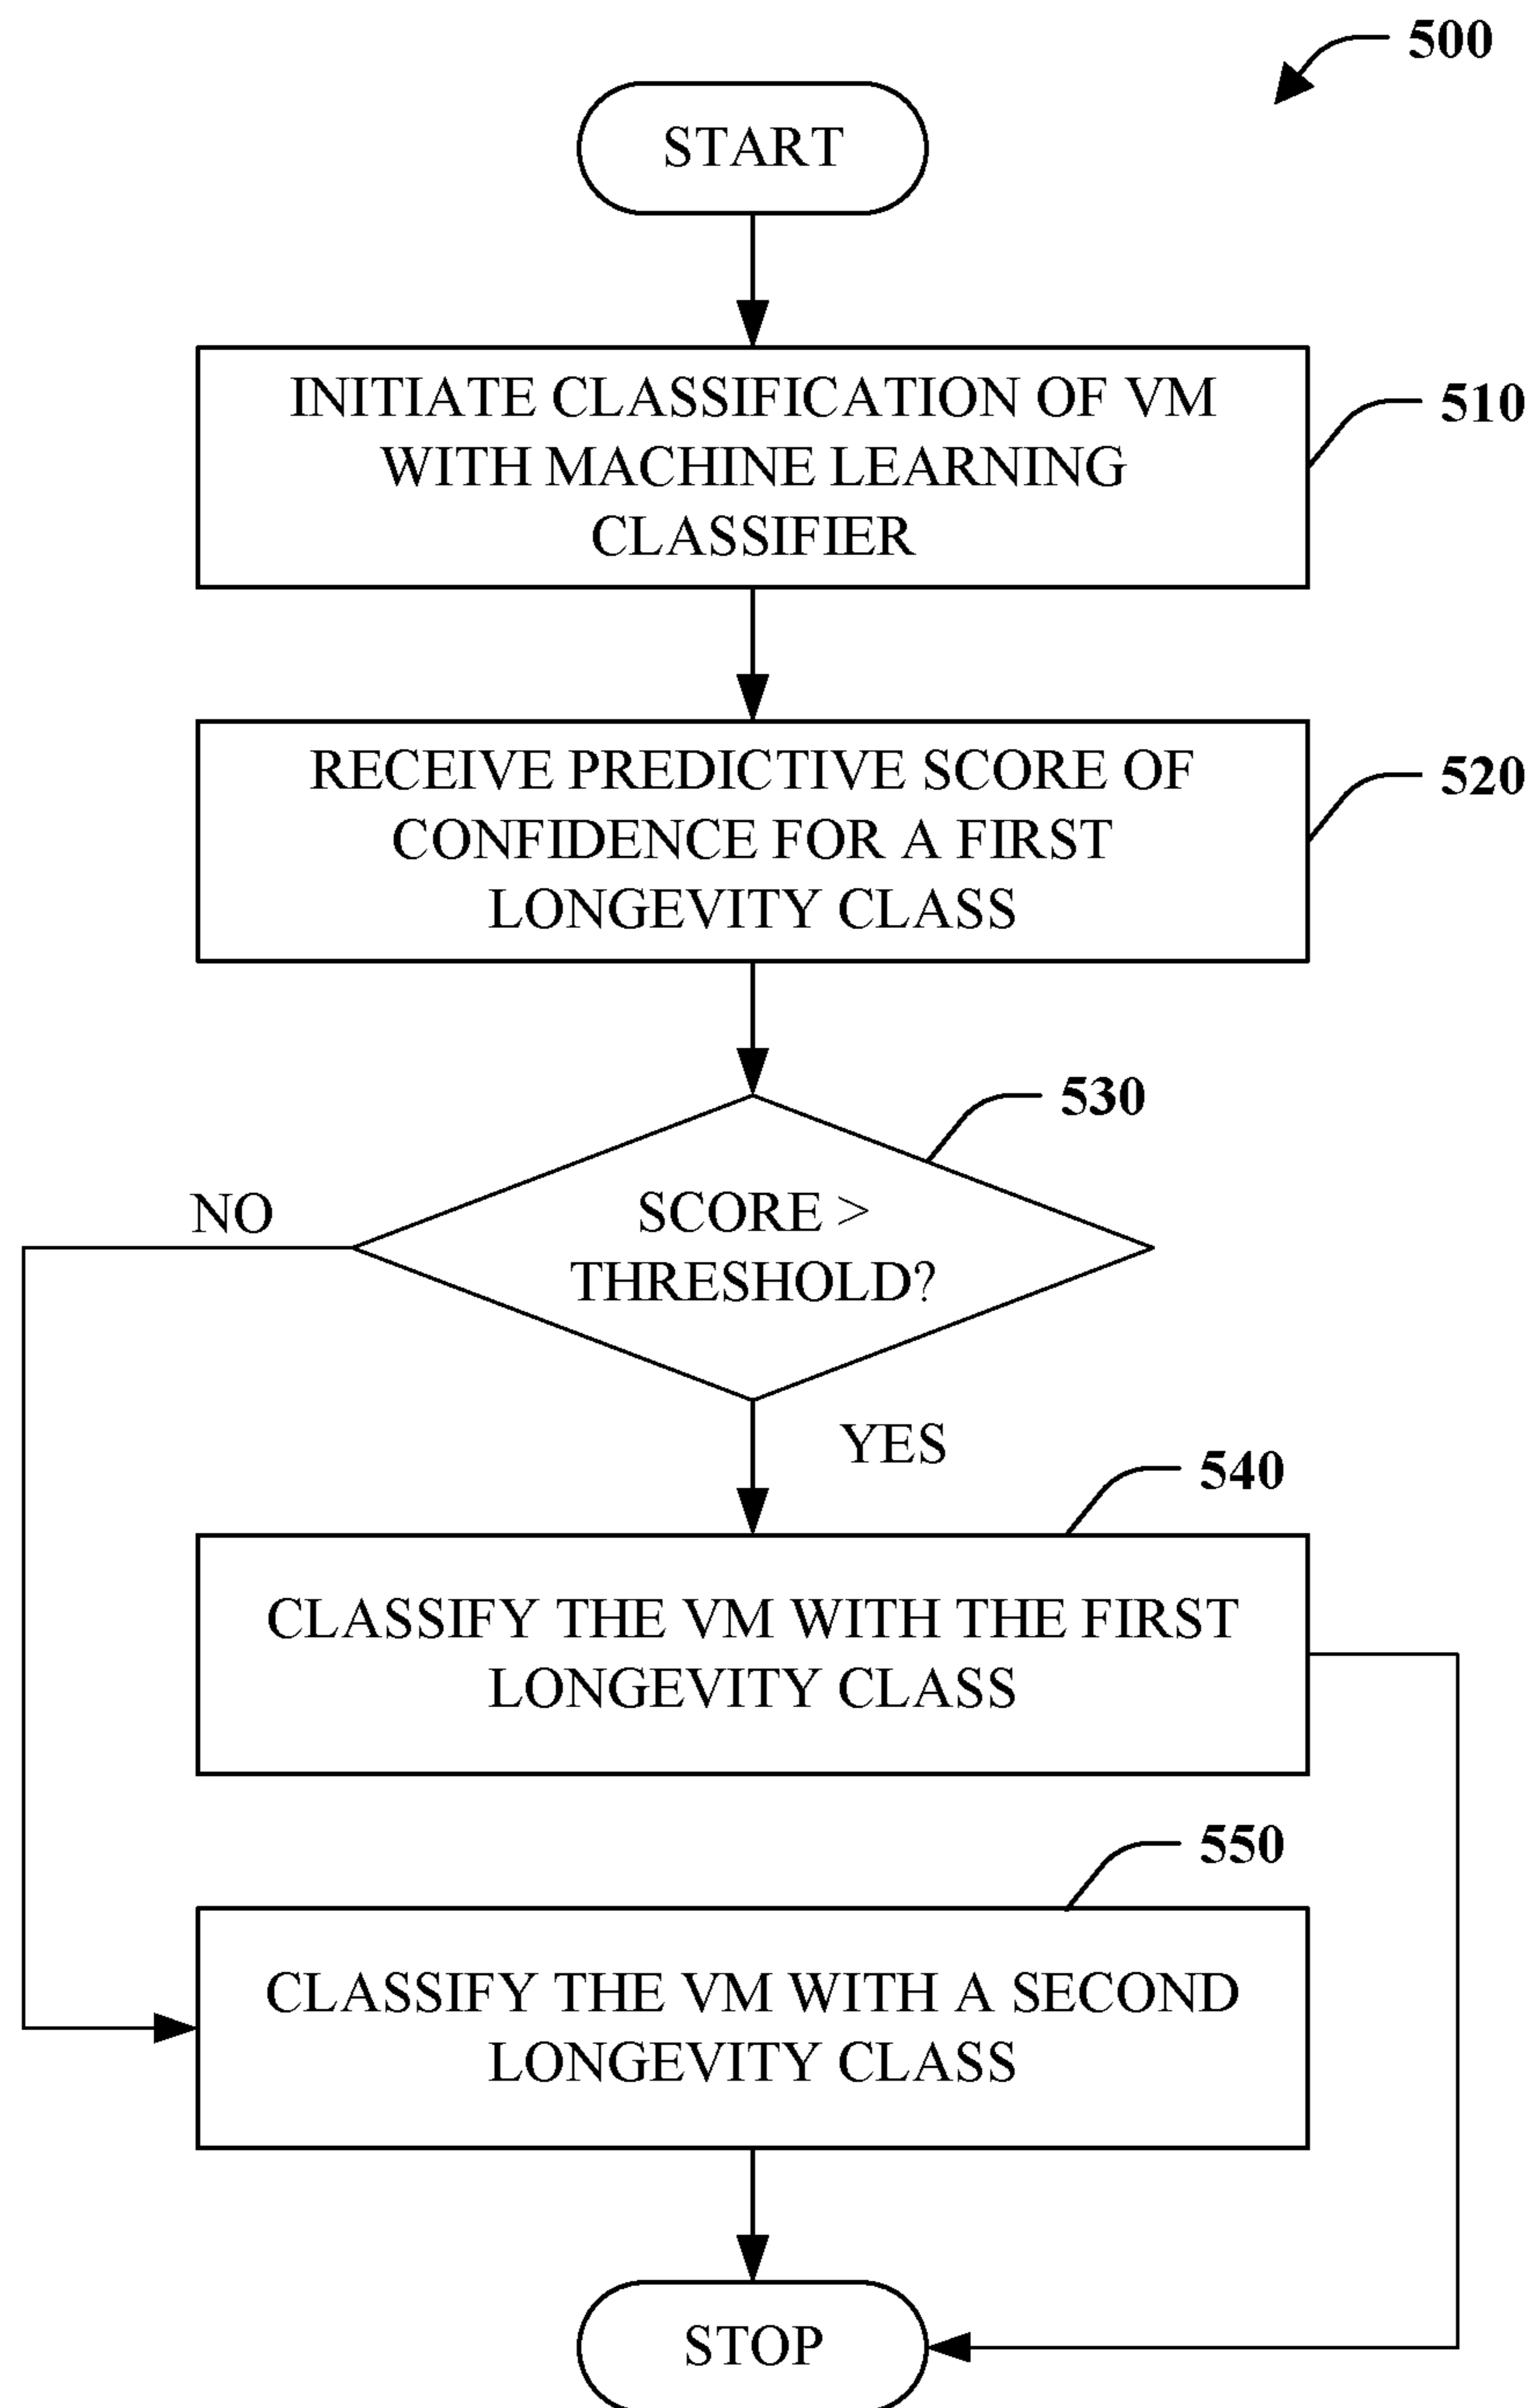 500
START
INITIATE CLASSIFICATION OF VM
WITH MACHINE LEARNING
CLASSIFIER
510
RECEIVE PREDICTIVE SCORE OF
CONFIDENCE FOR A FIRST
LONGEVITY CLASS
520
530
SCORE >
THRESHOLD?
NO
YES
540
CLASSIFY THE VM WITH THE FIRST
LONGEVITY CLASS
550
CLASSIFY THE VM WITH A SECOND
LONGEVITY CLASS
STOP